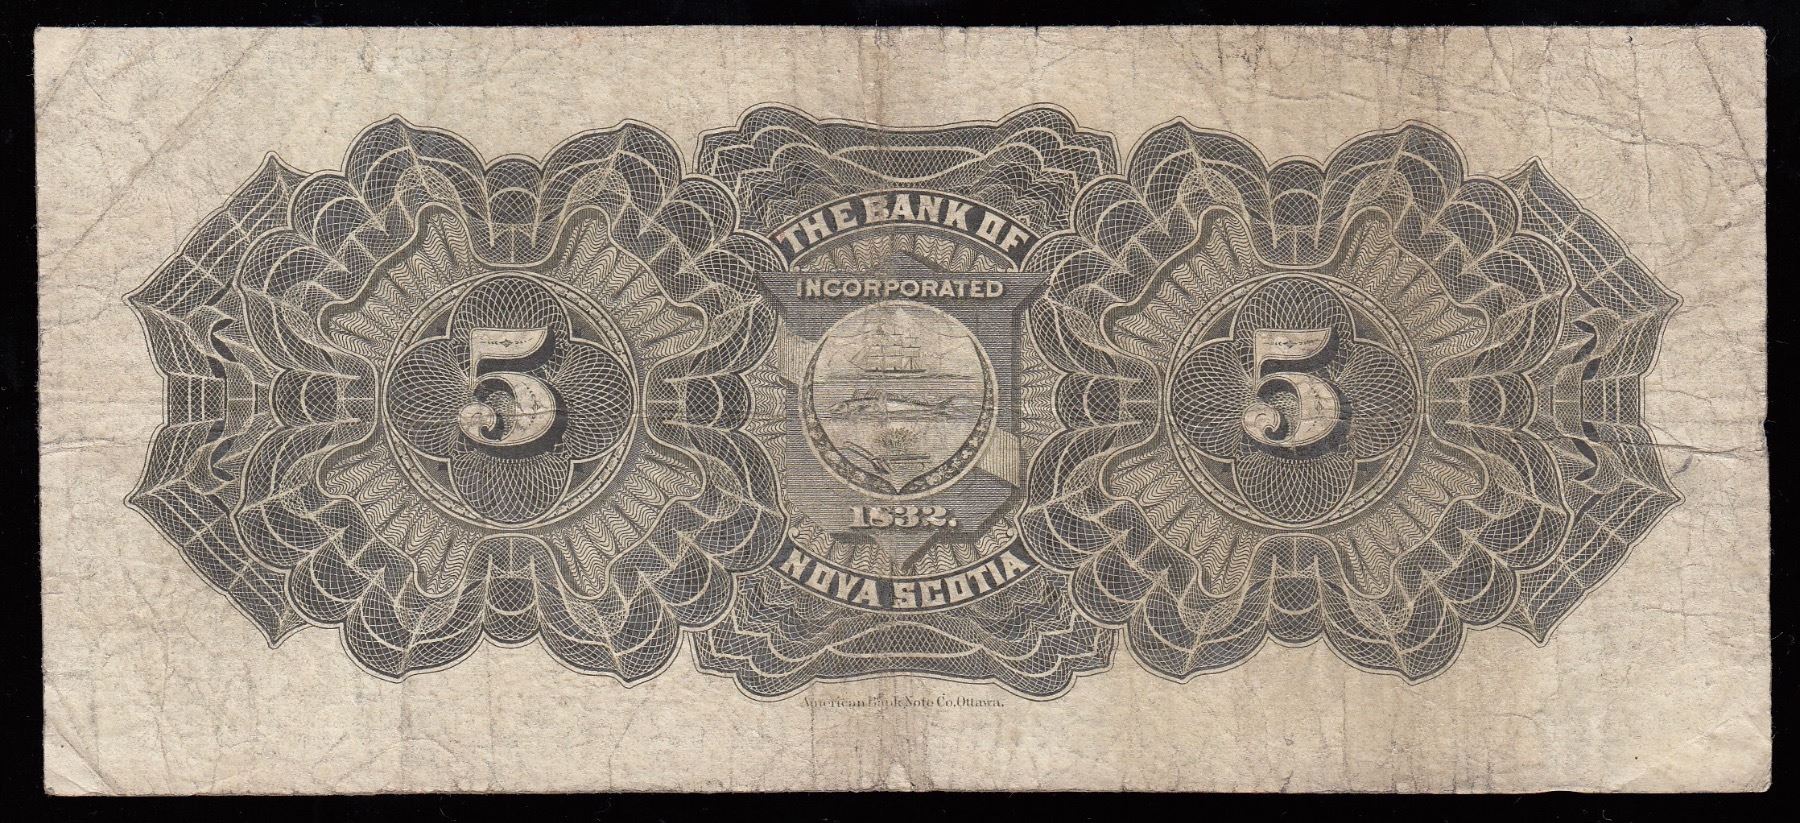 THE BANK OF
INCORPORATED
5 5
1832.
NOVA SCOTIA
American Bank Note Co. Ottawa.